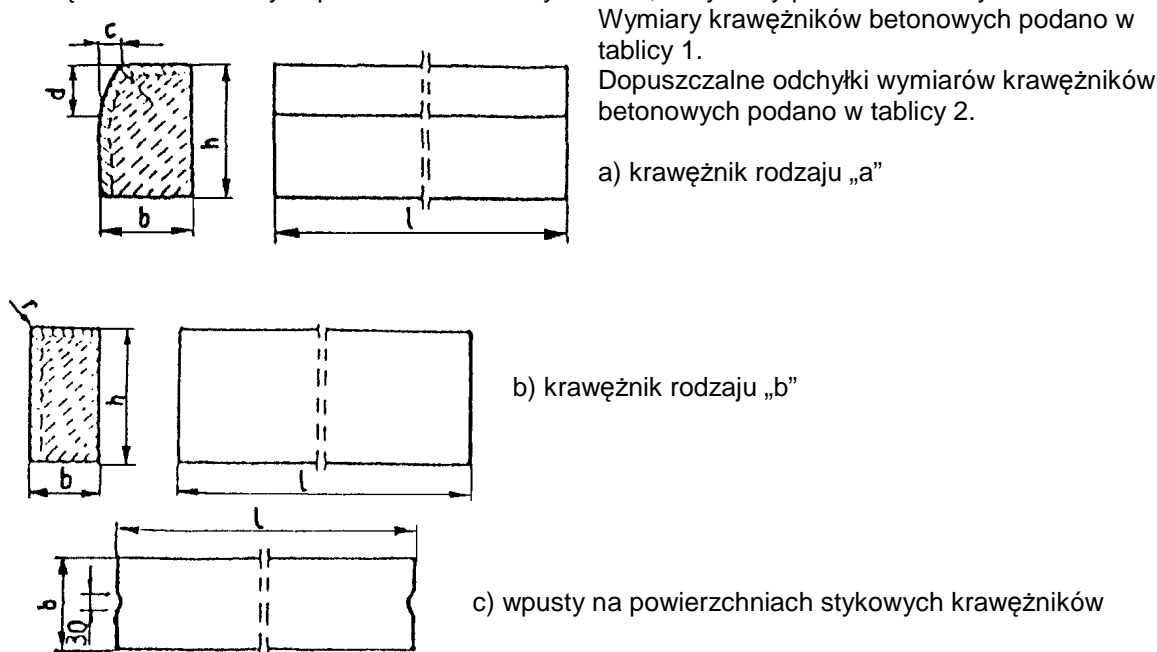 Wymiary krawężników betonowych podano w
tablicy 1.
Dopuszczalne odchyłki wymiarów krawężników
betonowych podano w tablicy 2.
c
d
h
b
l
a) krawężnik rodzaju „a”
r
h
b
l
b) krawężnik rodzaju „b”
l
b
30
c) wpusty na powierzchniach stykowych krawężników